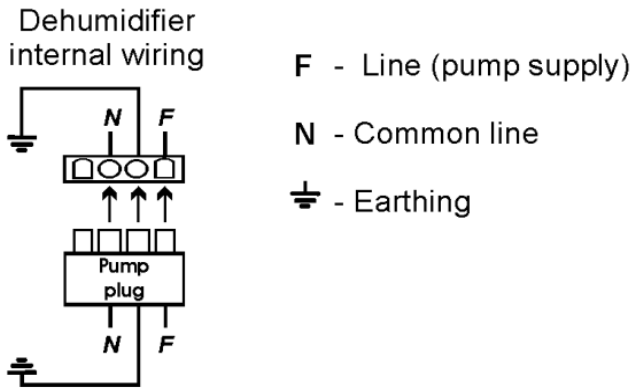 Dehumidifier
internal wiring
N F
Pump
plug
N F
F - Line (pump supply)
N - Common line
- Earthing